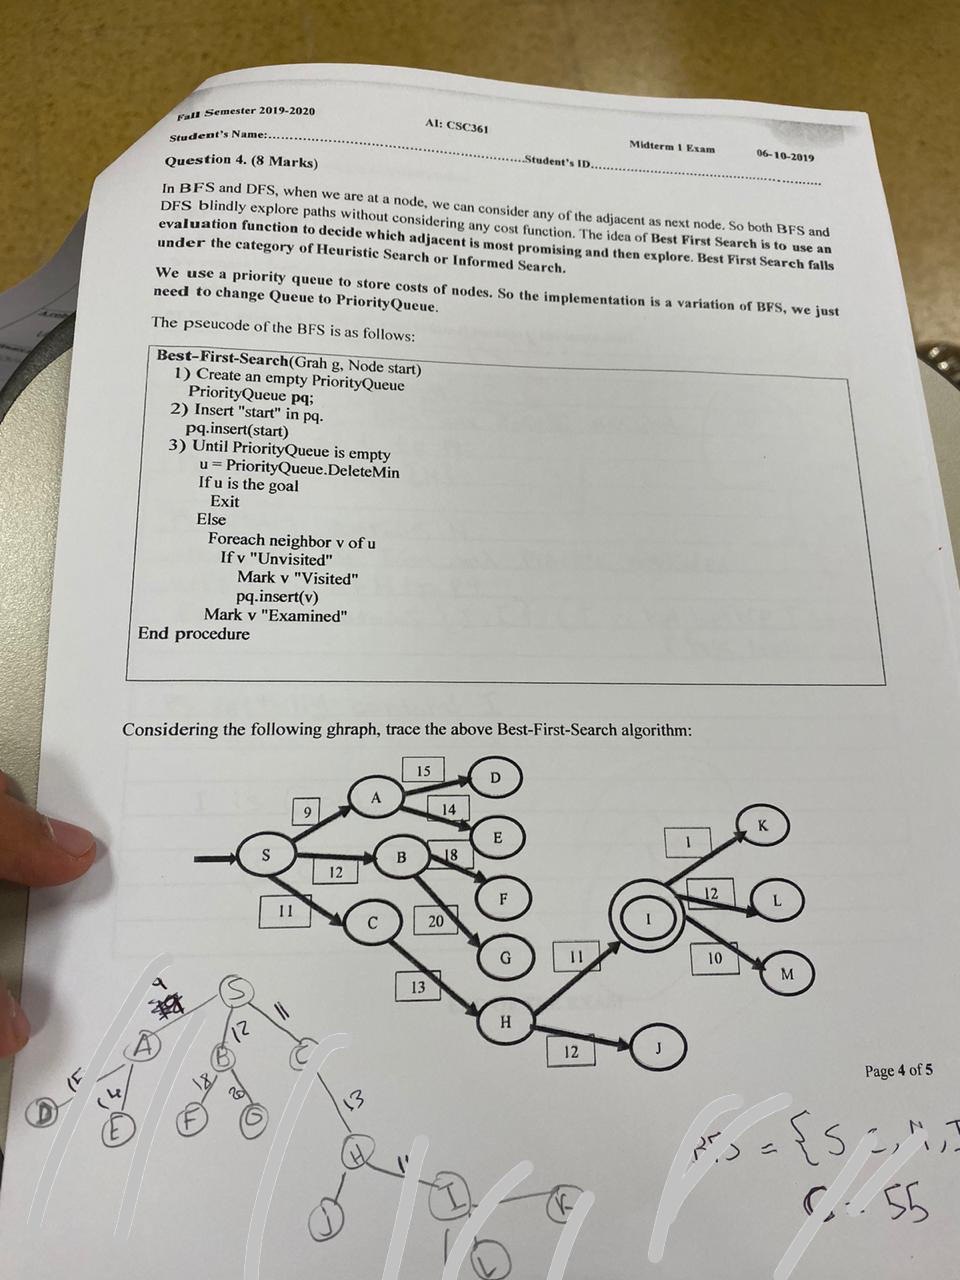 Fall Semester 2019-2020
AI: CSC361
Midterm 1 Exam
06-10-2019
Student's Name:..........................................................Student's ID......................................................
Question 4. (8 Marks)
In BFS and DFS, when we are at a node, we can consider any of the adjacent as next node. So both BFS and
DFS blindly explore paths without considering any cost function. The idea of Best First Search is to use an
evaluation function to decide which adjacent is most promising and then explore. Best First Search falls
under the category of Heuristic Search or Informed Search.
We use a priority queue to store costs of nodes. So the implementation is a variation of BFS, we just
need to change Queue to PriorityQueue.
The pseucode of the BFS is as follows:
Best-First-Search(Grah g, Node start)
1) Create an empty PriorityQueue
PriorityQueue pq;
2) Insert "start" in pq.
pq.insert(start)
3) Until PriorityQueue is empty
u = PriorityQueue.DeleteMin
If u is the goal
Exit
Else
Foreach neighbor v of u
If v "Unvisited"
Mark v "Visited"
pq.insert(v)
Mark v "Examined"
End procedure
Considering the following ghraph, trace the above Best-First-Search algorithm:
15
D
A
9
14
E
K
1
S
B
18
12
F
12
L
I
11
C
20
G
11
10
M
13
H
12
J
Page 4 of 5
9
S
11
A
12
B
C
15
14
18
20
13
D
E
F
G
H
11
I
K
J
L
= { S
, I
55